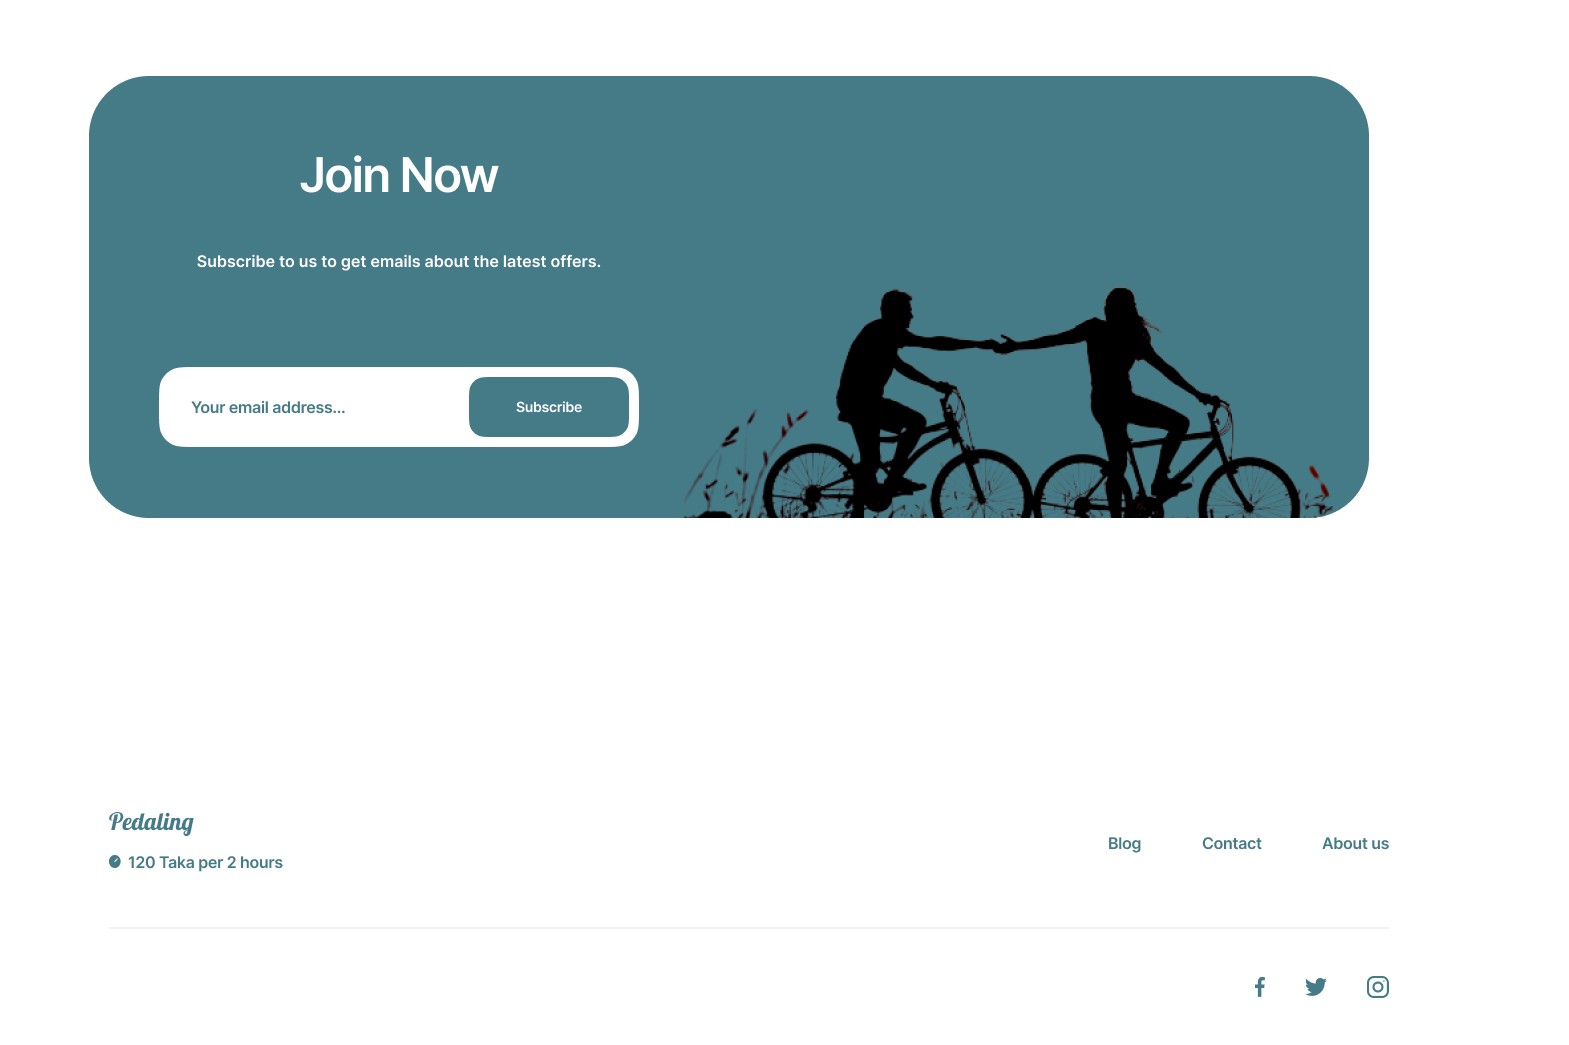 Join Now
Subscribe to us to get emails about the latest offers.
Your email address...
Subscribe
Pedaling
120 Taka per 2 hours
Blog
Contact
About us